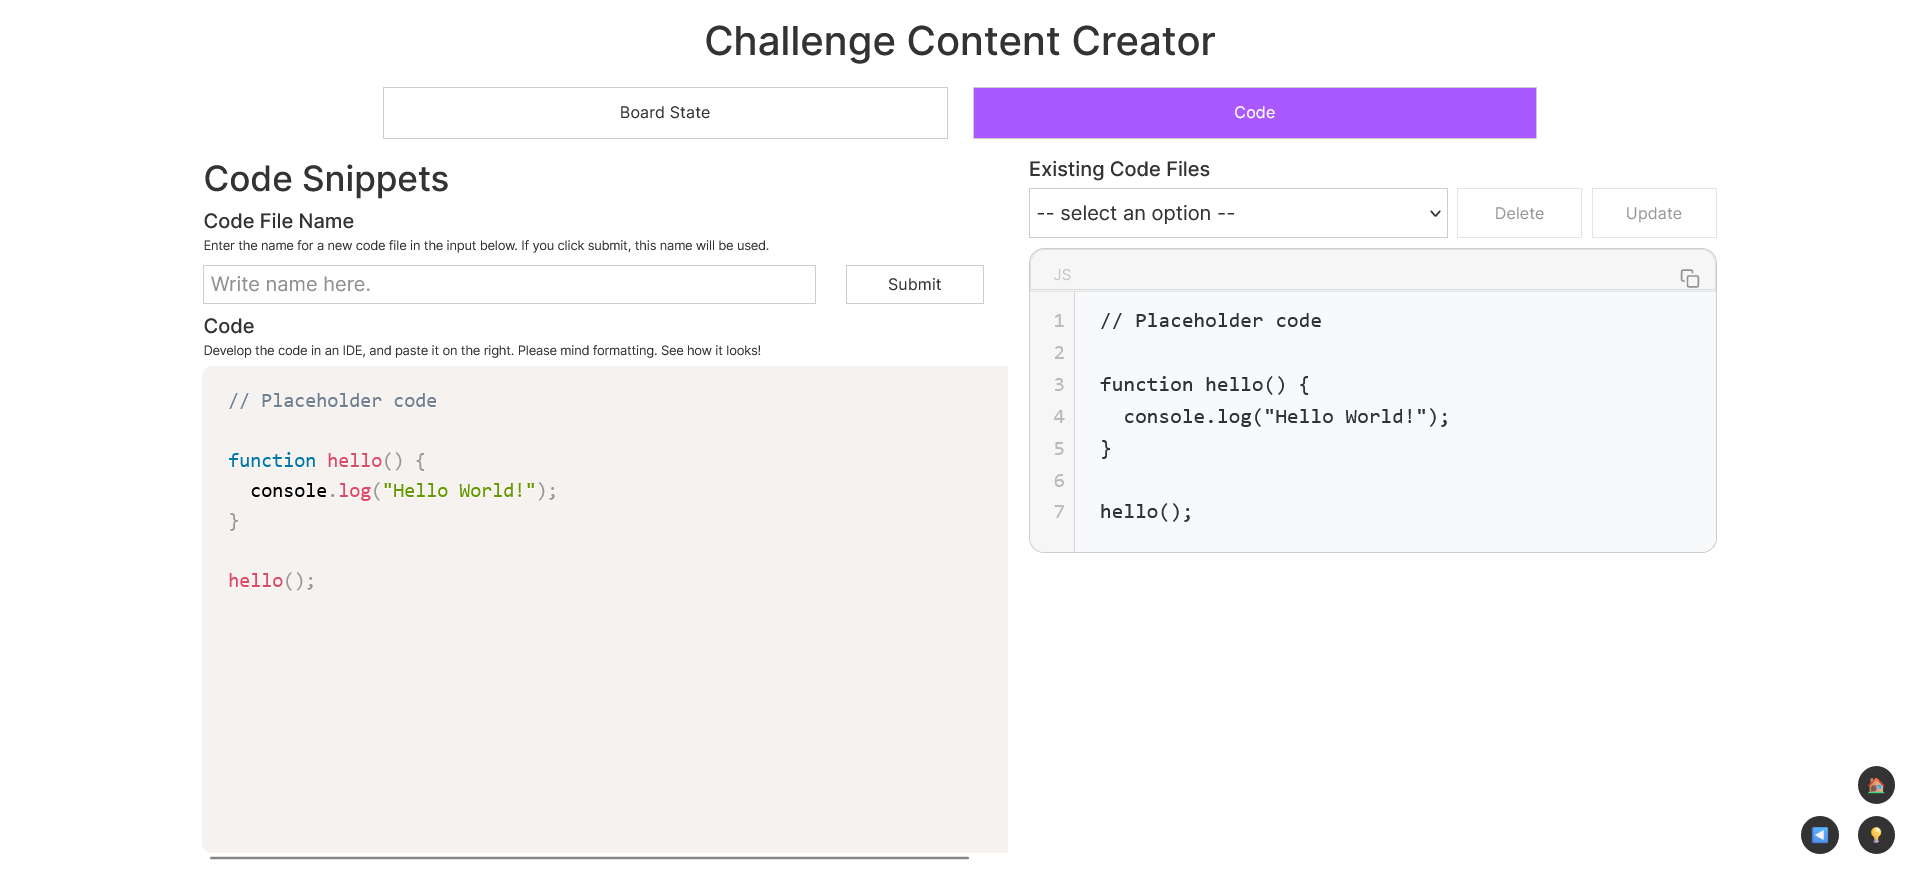 Challenge Content Creator
Board State
Code
Code Snippets
Code File Name
Enter the name for a new code file in the input below. If you click submit, this name will be used.
Write name here.
Submit
Code
Develop the code in an IDE, and paste it on the right. Please mind formatting. See how it looks!
// Placeholder code

function hello() {
  console.log("Hello World!");
}

hello();
Existing Code Files
-- select an option --
Delete
Update
JS
1 // Placeholder code
2
3 function hello() {
4   console.log("Hello World!");
5 }
6
7 hello();